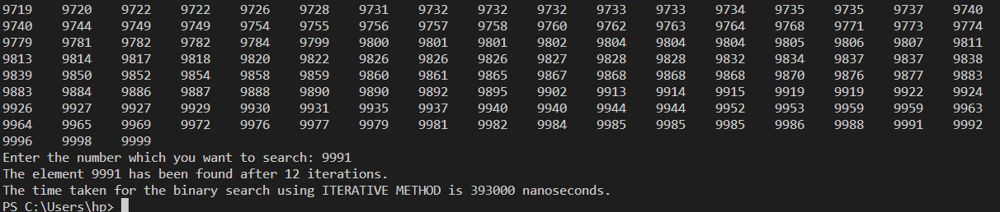 9719 9720 9722 9722 9726 9728 9731 9732 9732 9732 9733 9733 9734 9735 9735 9737 9740
9740 9744 9749 9749 9754 9755 9756 9757 9758 9760 9762 9763 9764 9768 9771 9773 9774
9779 9781 9782 9782 9784 9799 9800 9801 9801 9802 9804 9804 9804 9805 9806 9807 9811
9813 9814 9817 9818 9820 9822 9826 9826 9826 9827 9828 9828 9832 9834 9837 9837 9838
9839 9850 9852 9854 9858 9859 9860 9861 9865 9867 9868 9868 9868 9870 9876 9877 9883
9883 9884 9886 9887 9888 9890 9890 9892 9895 9902 9913 9914 9915 9919 9919 9922 9924
9926 9927 9927 9929 9930 9931 9935 9937 9940 9940 9944 9944 9952 9953 9959 9959 9963
9964 9965 9969 9972 9976 9977 9979 9981 9982 9984 9985 9985 9985 9986 9988 9991 9992
9996 9998 9999
Enter the number which you want to search: 9991
The element 9991 has been found after 12 iterations.
The time taken for the binary search using ITERATIVE METHOD is 393000 nanoseconds.
PS C:\Users\hp>